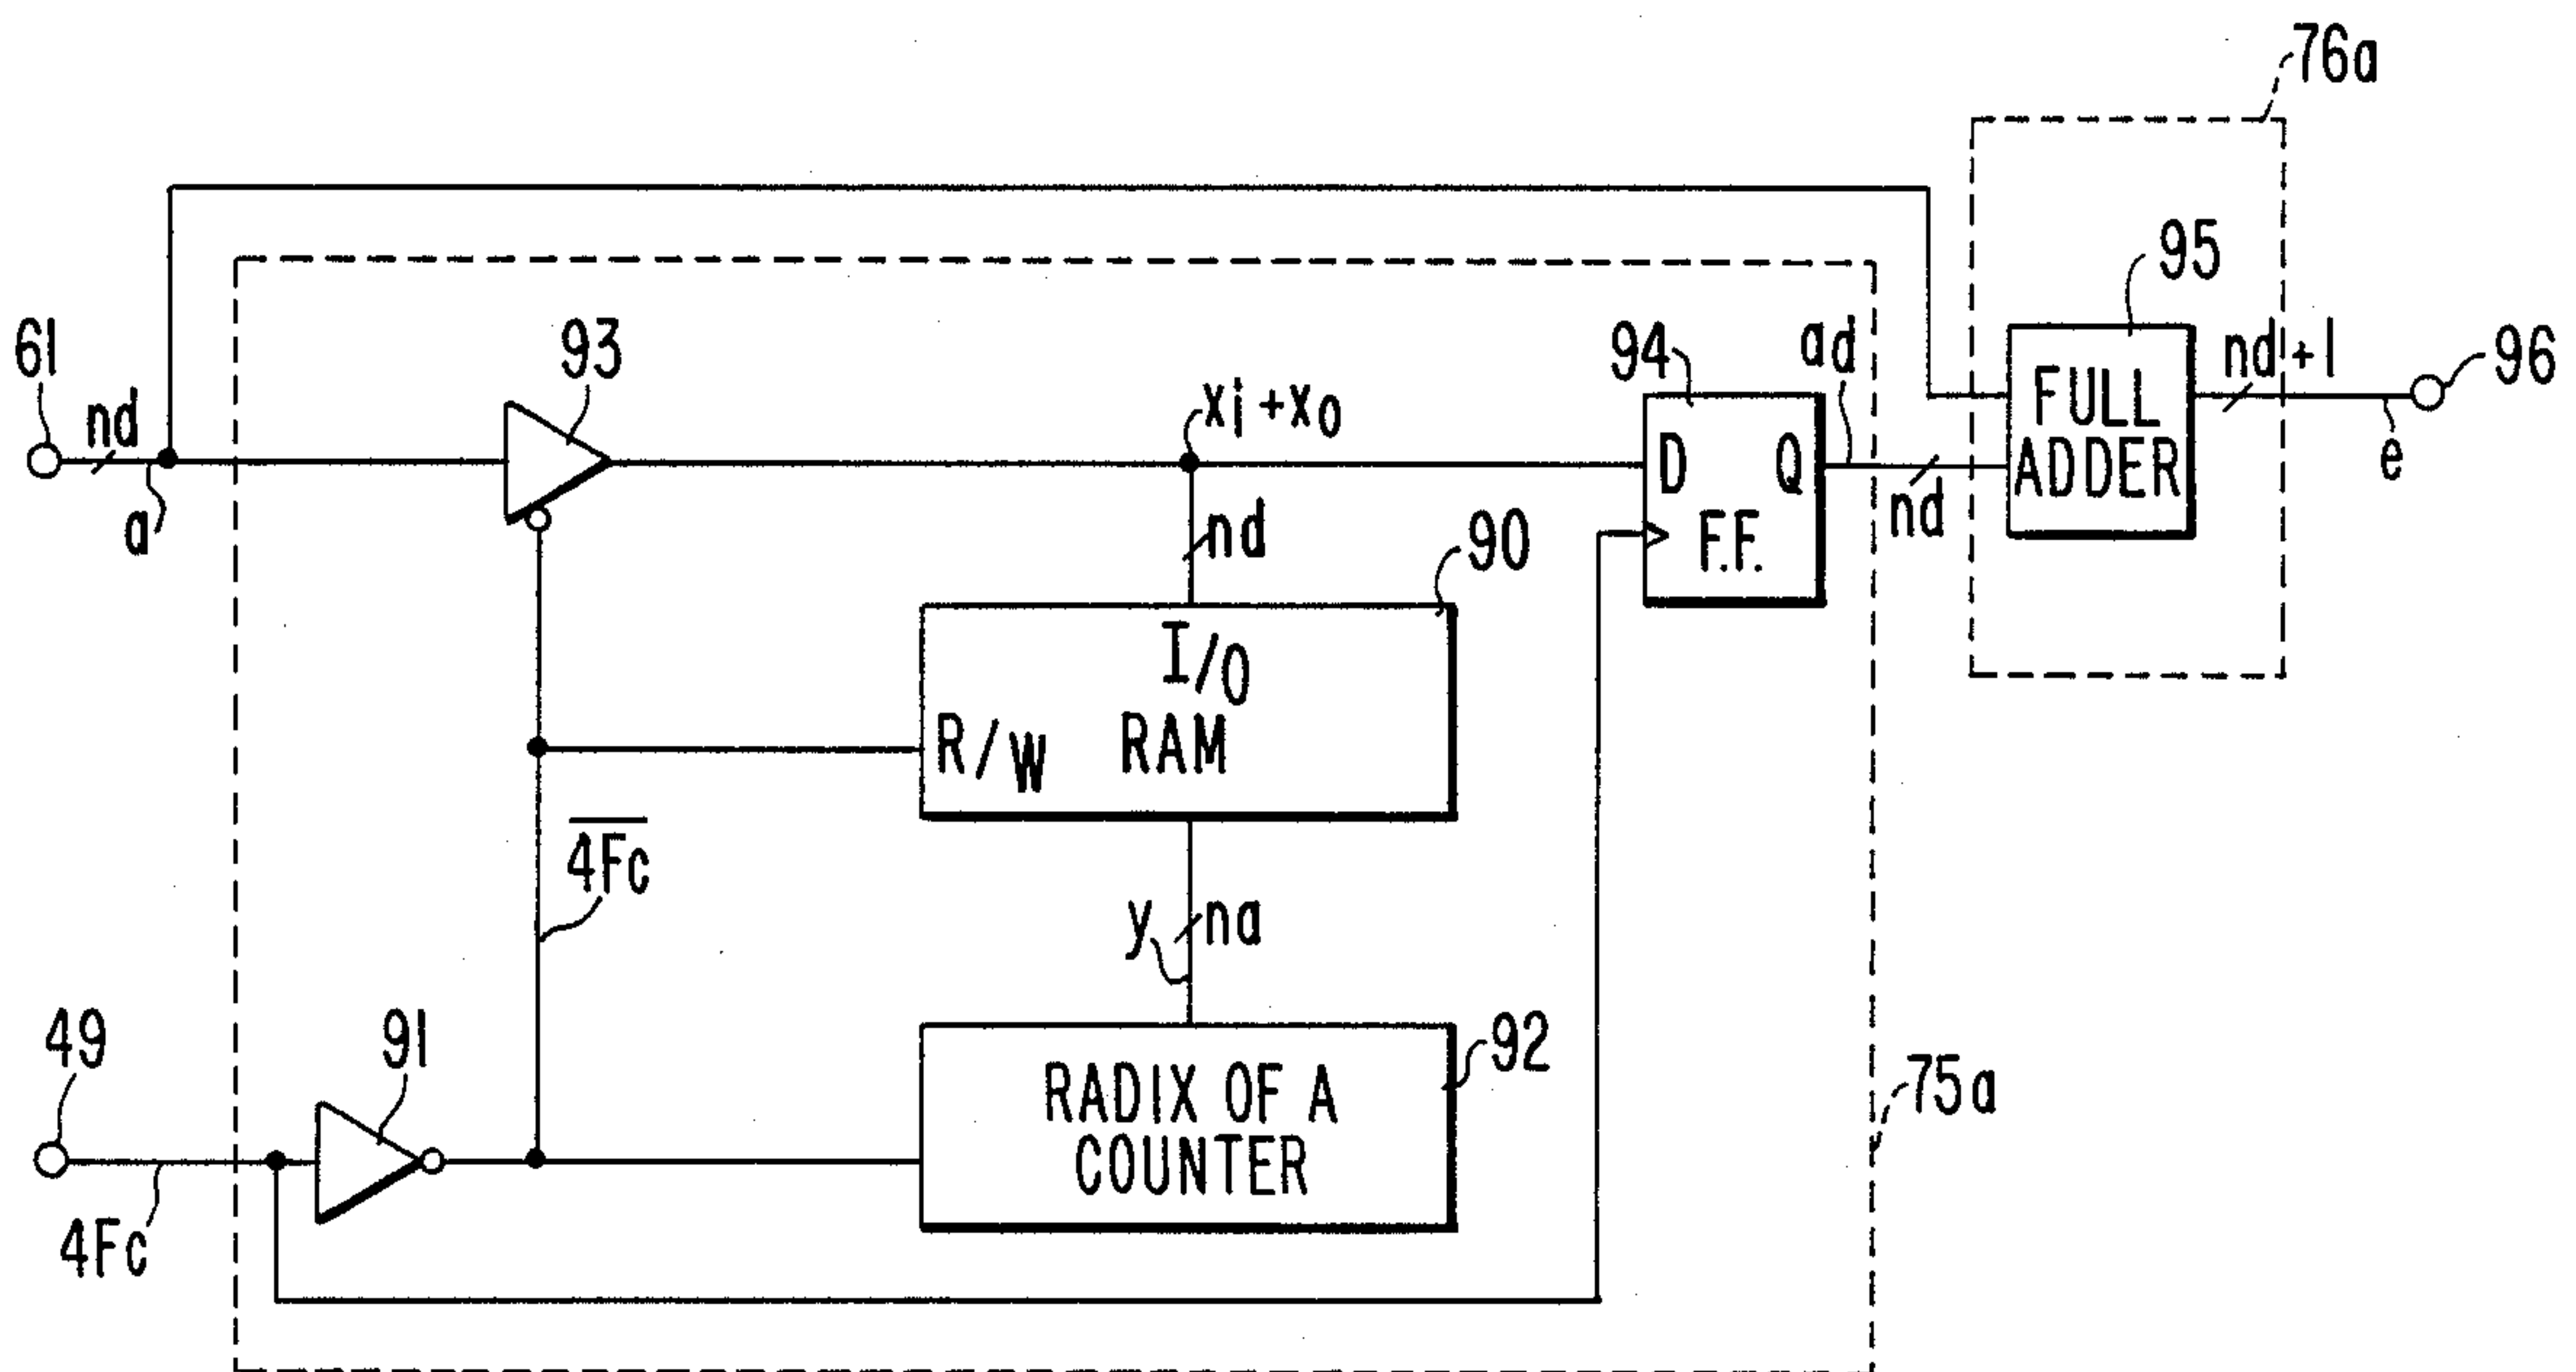 76a
95
61
nd
93
xi + xo
94
ad
nd+1
96
a
D Q
F.F.
FULL
ADDER
e
nd
nd
90
I/O
R/W RAM
4Fc
y
na
49
91
92
RADIX OF A
COUNTER
75a
4Fc